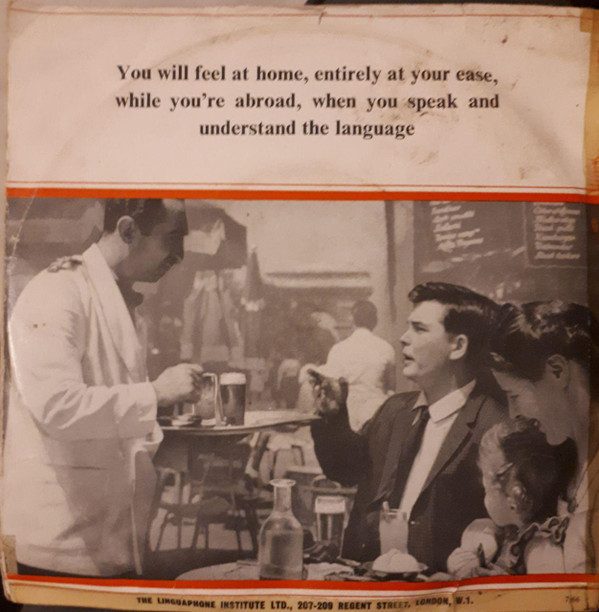 You will feel at home, entirely at your ease,
while you're abroad, when you speak and
understand the language
THE LINGUAPHONE INSTITUTE LTD., 207-209 REGENT STREET, LONDON, W.1.